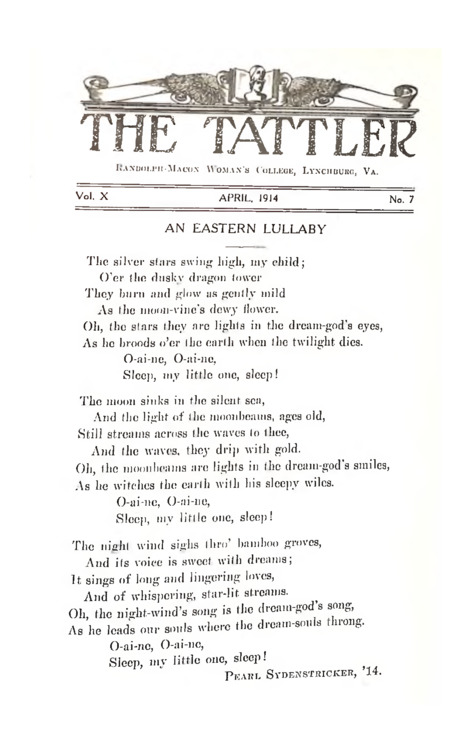 THE TATTLER
RANDOLPH-MACON WOMAN'S COLLEGE, LYNCHBURG, VA.
Vol. X APRIL, 1914 No. 7
AN EASTERN LULLABY
The silver stars swing high, my child;
O'er the dusky dragon tower
They burn and glow as gently mild
As the moon-vine's dewy flower.
Oh, the stars they are lights in the dream-god's eyes,
As he broods o'er the earth when the twilight dies.
O-ai-ne, O-ai-ne,
Sleep, my little one, sleep!
The moon sinks in the silent sea,
And the light of the moonbeams, ages old,
Still streams across the waves to thee,
And the waves, they drip with gold.
Oh, the moonbeams are lights in the dream-god's smiles,
As he witches the earth with his sleepy wiles.
O-ai-ne, O-ai-ne,
Sleep, my little one, sleep!
The night wind sighs thro' bamboo groves,
And its voice is sweet with dreams;
It sings of long and lingering loves,
And of whispering, star-lit streams.
Oh, the night-wind's song is the dream-god's song,
As he leads our souls where the dream-souls throng.
O-ai-ne, O-ai-ne,
Sleep, my little one, sleep!
PEARL SYDENSTRICKER, '14.